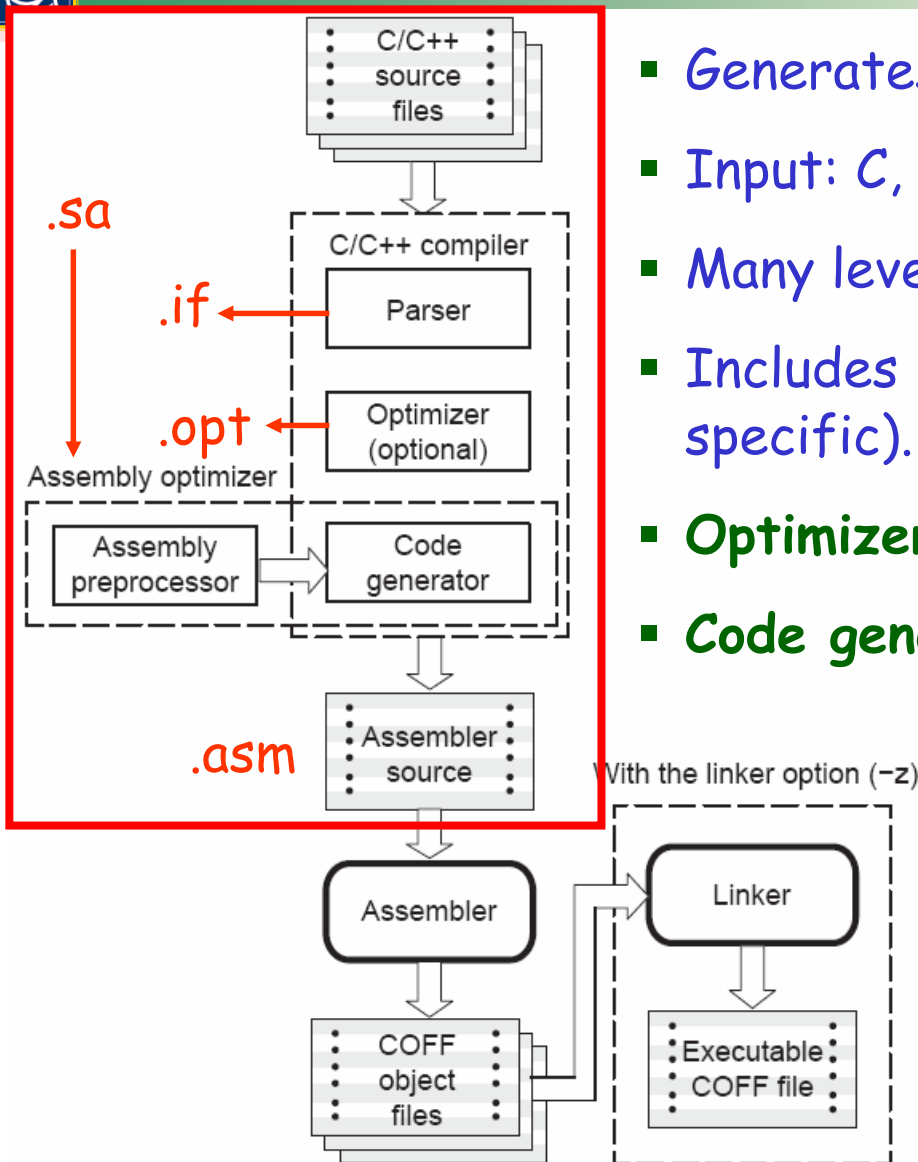 C/C++
source
files
.sa
C/C++ compiler
.if
Parser
.opt
Optimizer
(optional)
Assembly optimizer
Assembly
preprocessor
Code
generator
.asm
Assembler
source
Assembler
COFF
object
files
With the linker option (−z)
Linker
Executable
COFF file
▪ Generate
▪ Input: C,
▪ Many leve
▪ Includes
specific).
▪ Optimizer
▪ Code gen